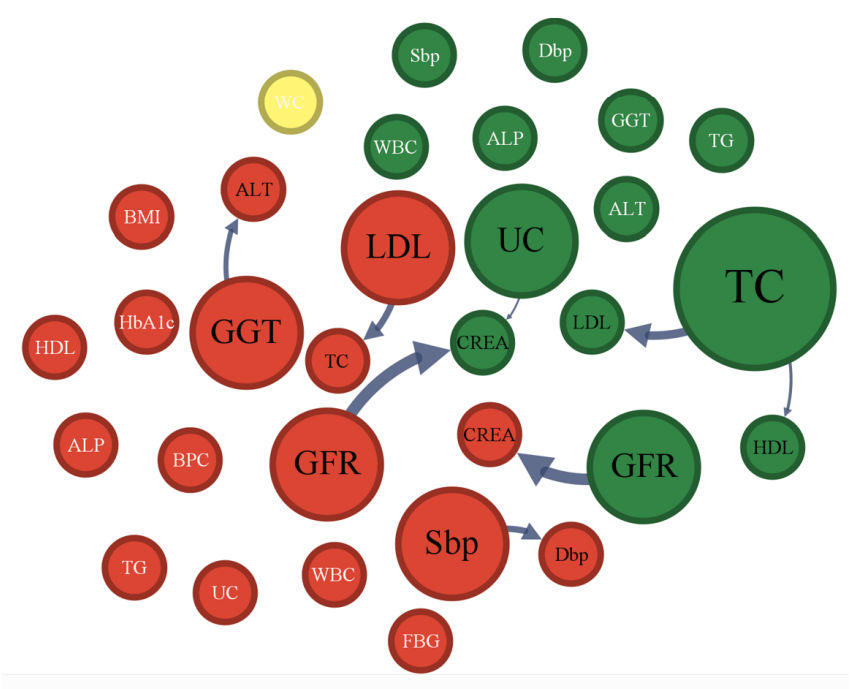 Sbp
Dbp
WC
GGT
WBC
ALP
TG
ALT
BMI
ALT
LDL
UC
TC
HbA1c
GGT
HDL
TC
CREA
LDL
ALP
BPC
GFR
CREA
GFR
HDL
Sbp
Dbp
TG
UC
WBC
FBG